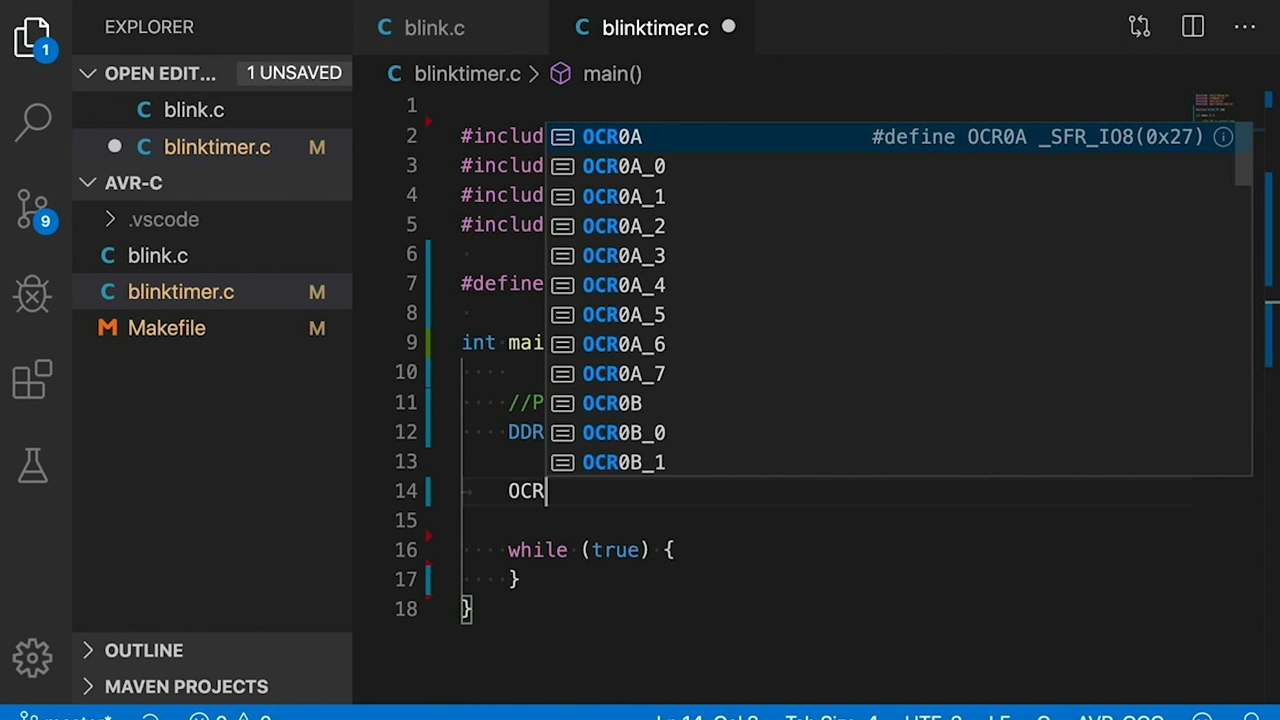 EXPLORER
C blink.c
C blinktimer.c
1
OPEN EDIT... 1 UNSAVED
C blinktimer.c > main()
C blink.c
C blinktimer.c M
AVR-C
> .vscode
C blink.c
C blinktimer.c M
M Makefile M
9
1
2 #includ
3 #includ
4 #includ
5 #includ
6
7 #define
8
9 int mai
10
11 //P
12 DDR
13
14 OCR
15
16 while (true) {
17 }
18 }
OCR0A #define OCR0A _SFR_IO8(0x27)
OCR0A_0
OCR0A_1
OCR0A_2
OCR0A_3
OCR0A_4
OCR0A_5
OCR0A_6
OCR0A_7
OCR0B
OCR0B_0
OCR0B_1
> OUTLINE
> MAVEN PROJECTS